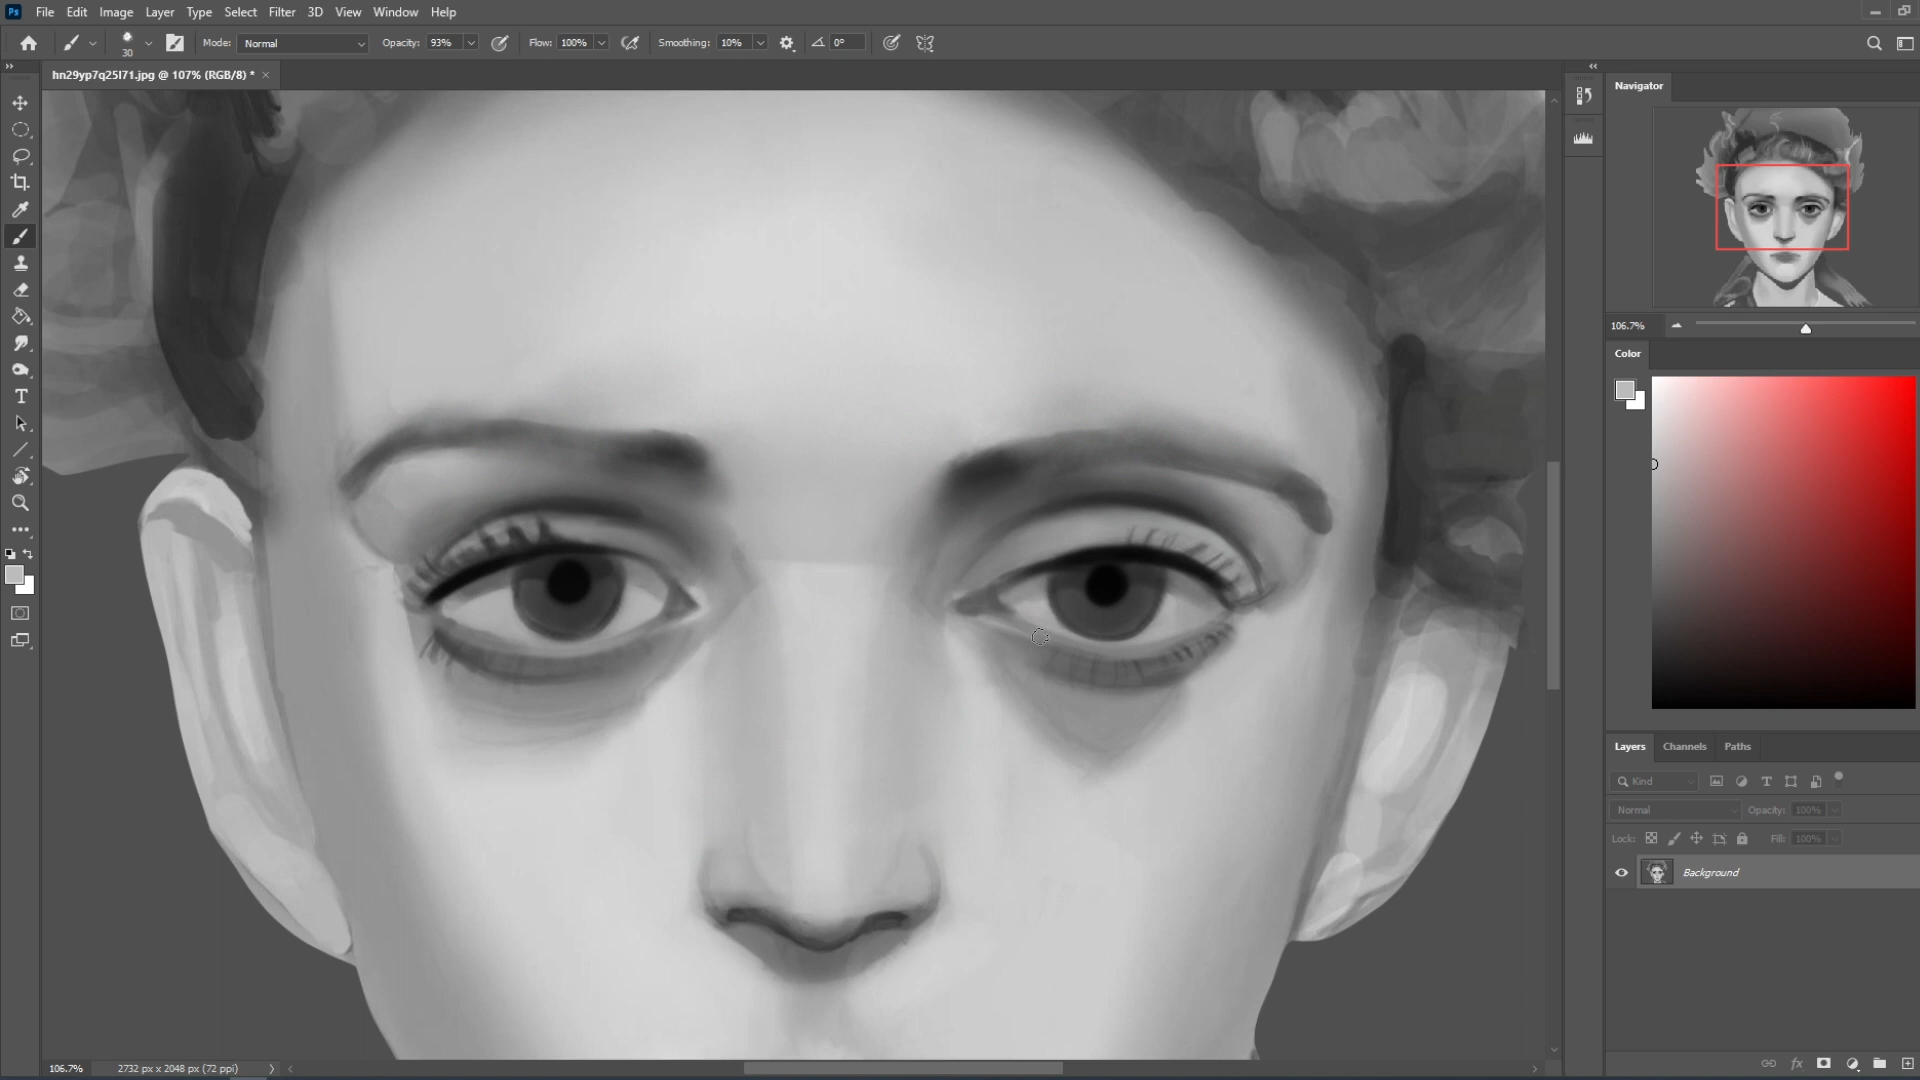 Ps File Edit Image Layer Type Select Filter 3D View Window Help
30 Mode: Normal Opacity: 93% Flow: 100% Smoothing: 10% 0°
hn29yp7q25l71.jpg @ 107% (RGB/8) * ×
Navigator
106.7%
Color
Layers Channels Paths
Kind
Normal Opacity: 100%
Lock: Fill: 100%
Background
fx
106.7% 2732 px x 2048 px (72 ppi)